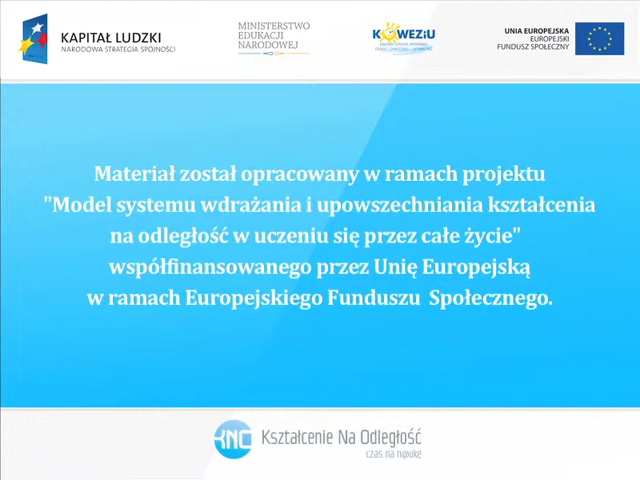 KAPITAŁ LUDZKI
NARODOWA STRATEGIA SPÓJNOŚCI
MINISTERSTWO
EDUKACJI
NARODOWEJ
KOWEZiU
UNIA EUROPEJSKA
EUROPEJSKI
FUNDUSZ SPOŁECZNY
Materiał został opracowany w ramach projektu
"Model systemu wdrażania i upowszechniania kształcenia
na odległość w uczeniu się przez całe życie"
współfinansowanego przez Unię Europejską
w ramach Europejskiego Funduszu Społecznego.
KNO Kształcenie Na Odległość
czas na n@ukę